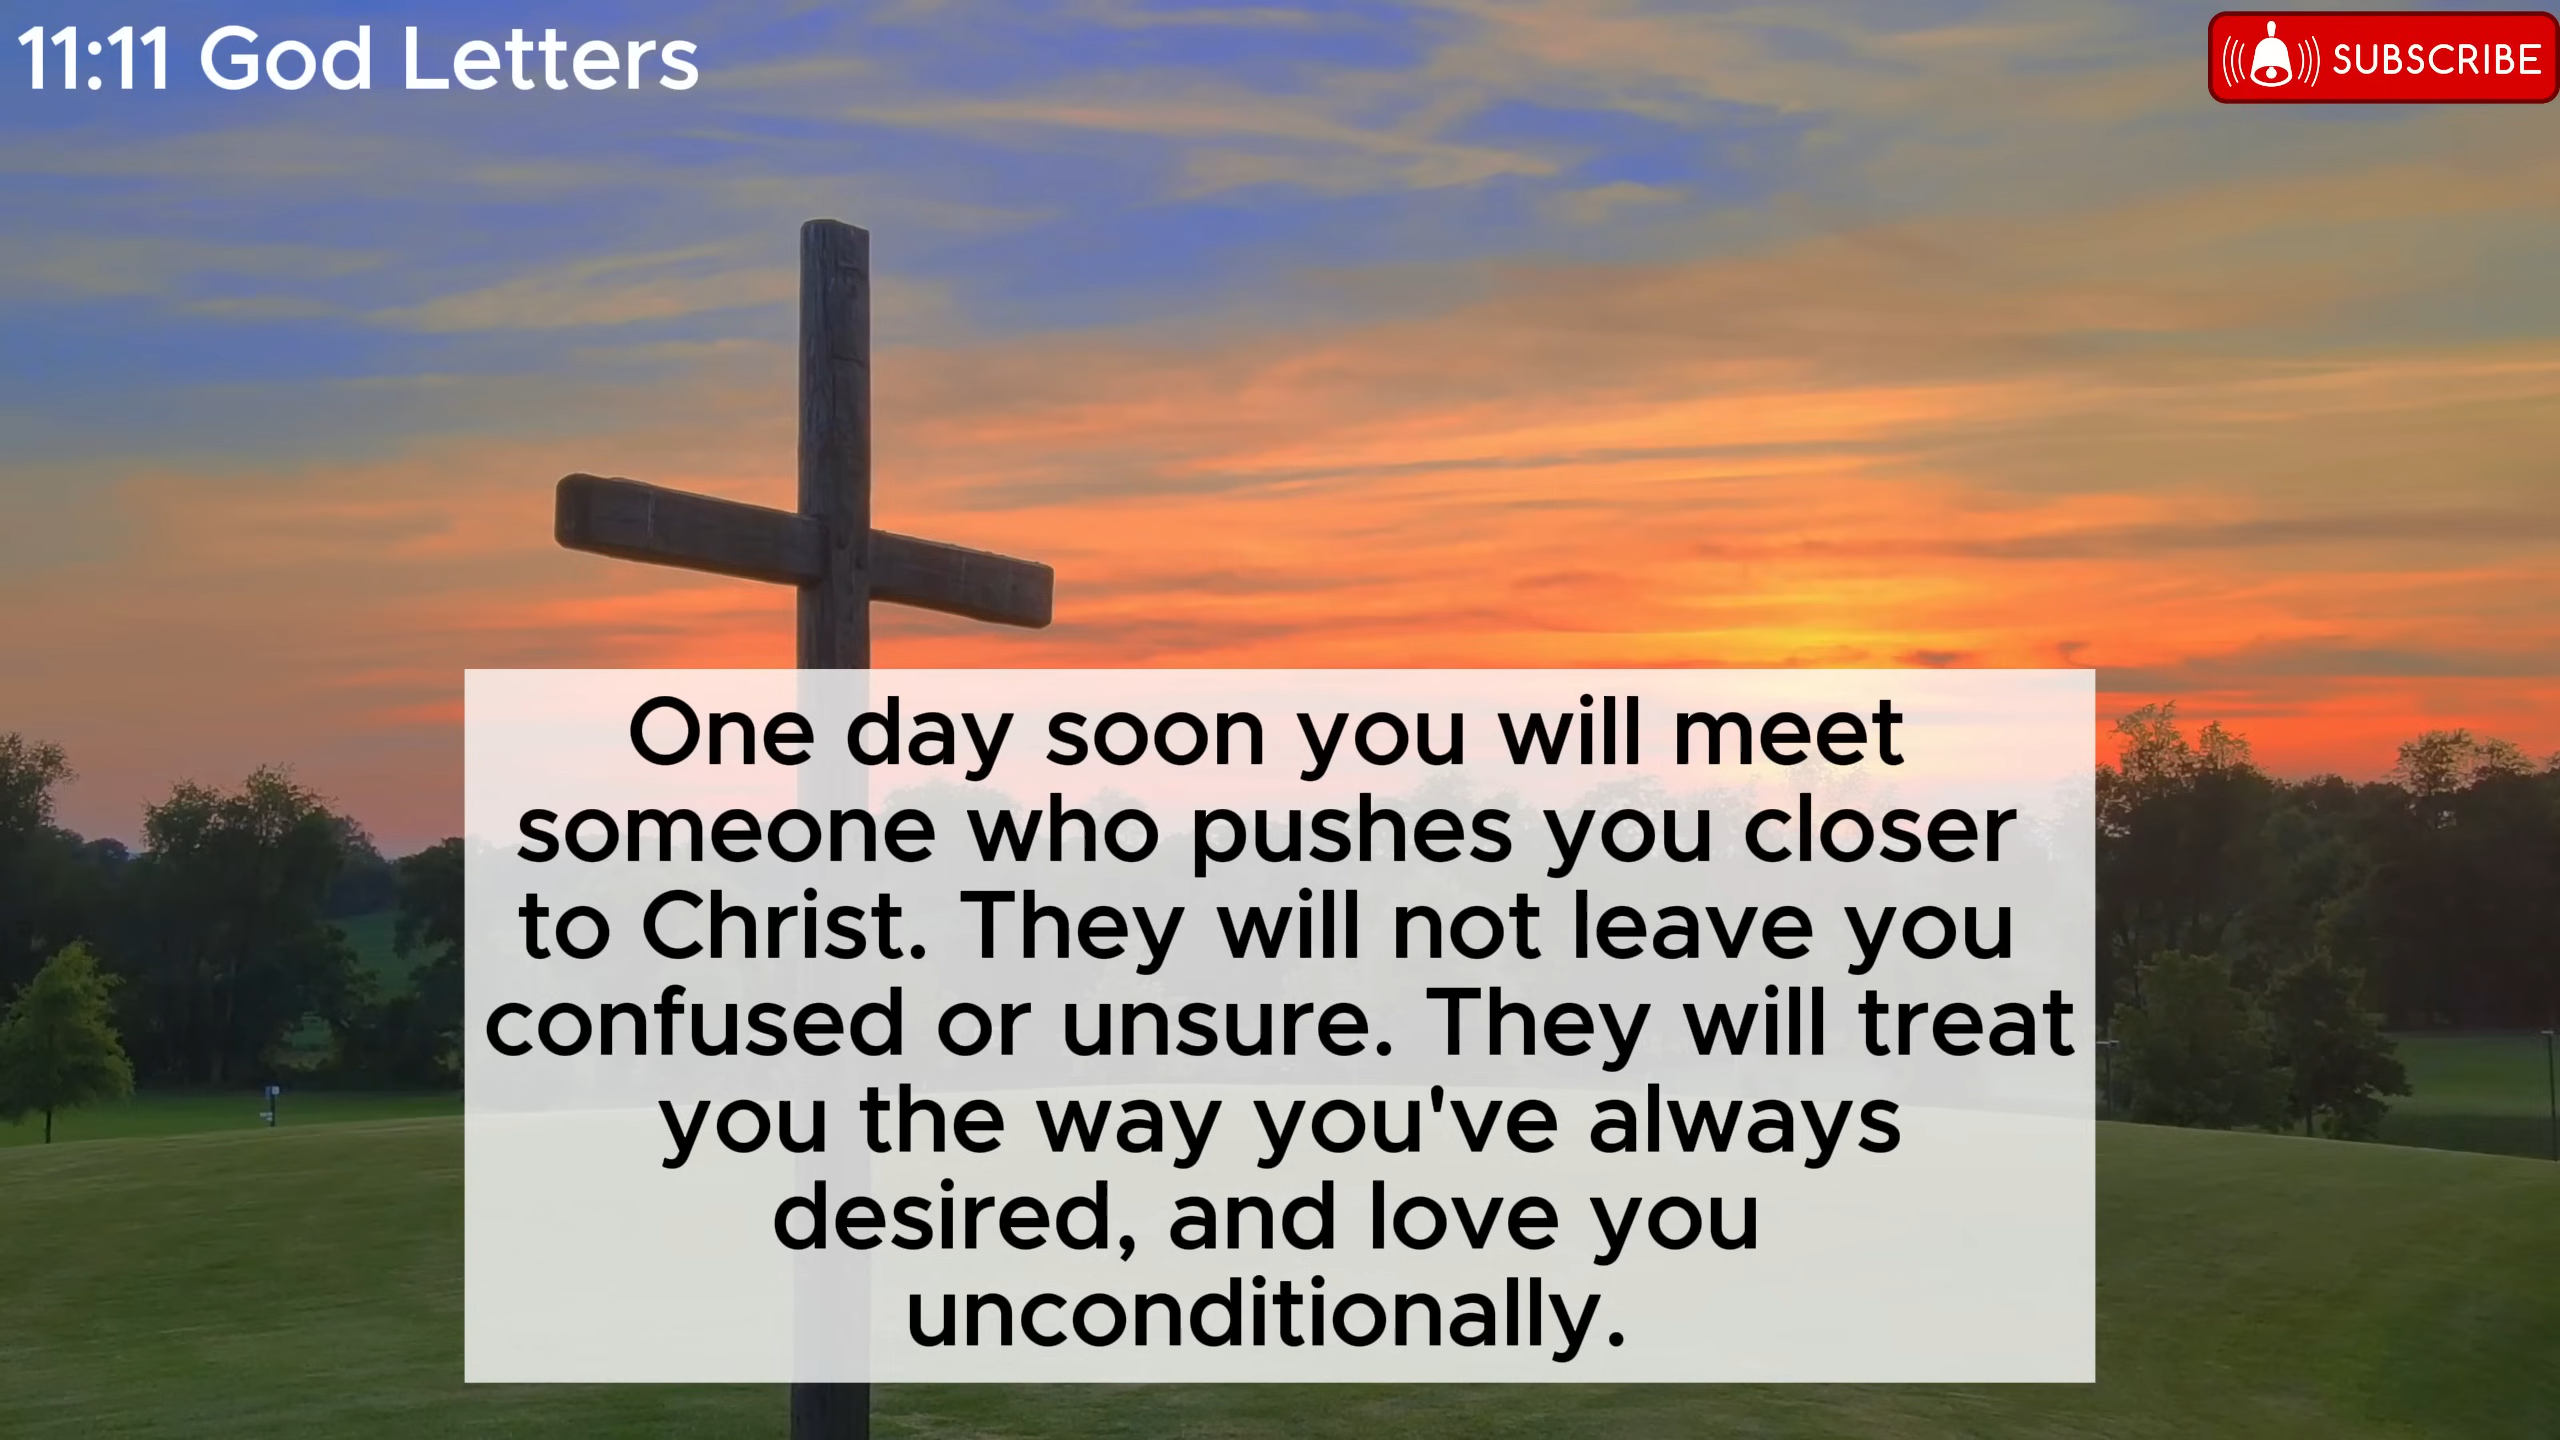 11:11 God Letters
SUBSCRIBE
One day soon you will meet
someone who pushes you closer
to Christ. They will not leave you
confused or unsure. They will treat
you the way you've always
desired, and love you
unconditionally.